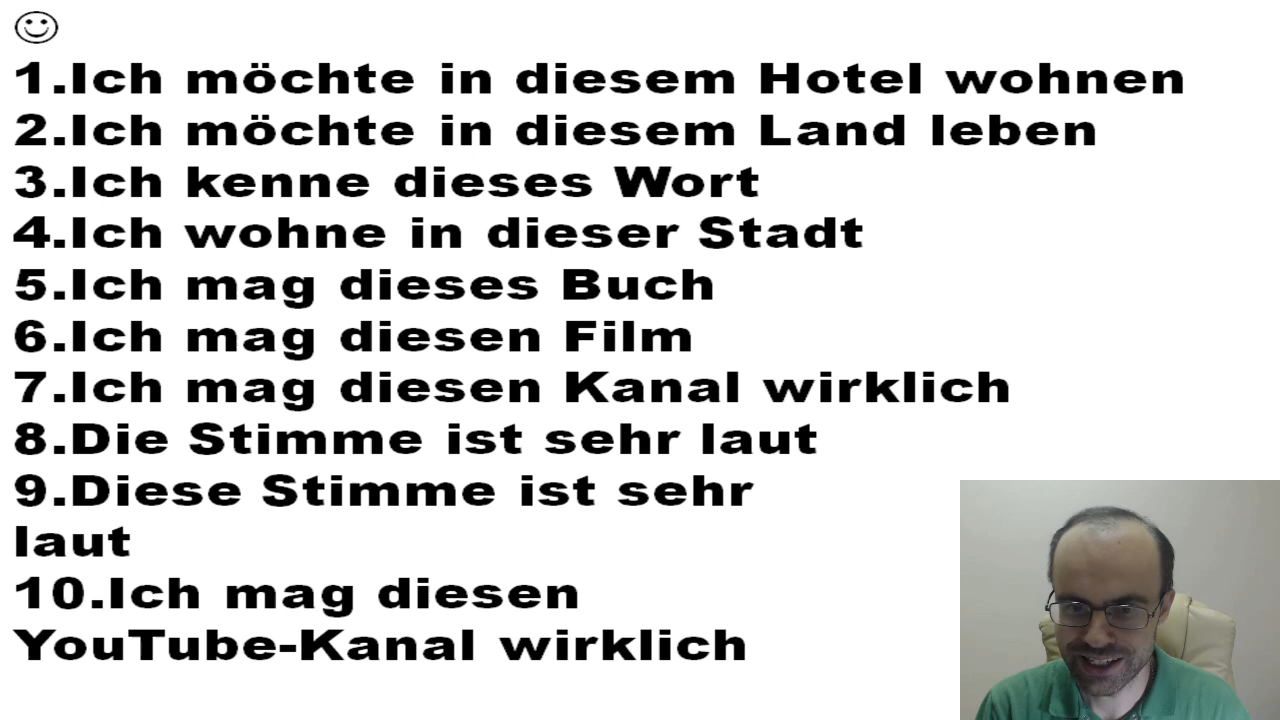 1.Ich möchte in diesem Hotel wohnen
2.Ich möchte in diesem Land leben
3.Ich kenne dieses Wort
4.Ich wohne in dieser Stadt
5.Ich mag dieses Buch
6.Ich mag diesen Film
7.Ich mag diesen Kanal wirklich
8.Die Stimme ist sehr laut
9.Diese Stimme ist sehr
laut
10.Ich mag diesen
YouTube-Kanal wirklich